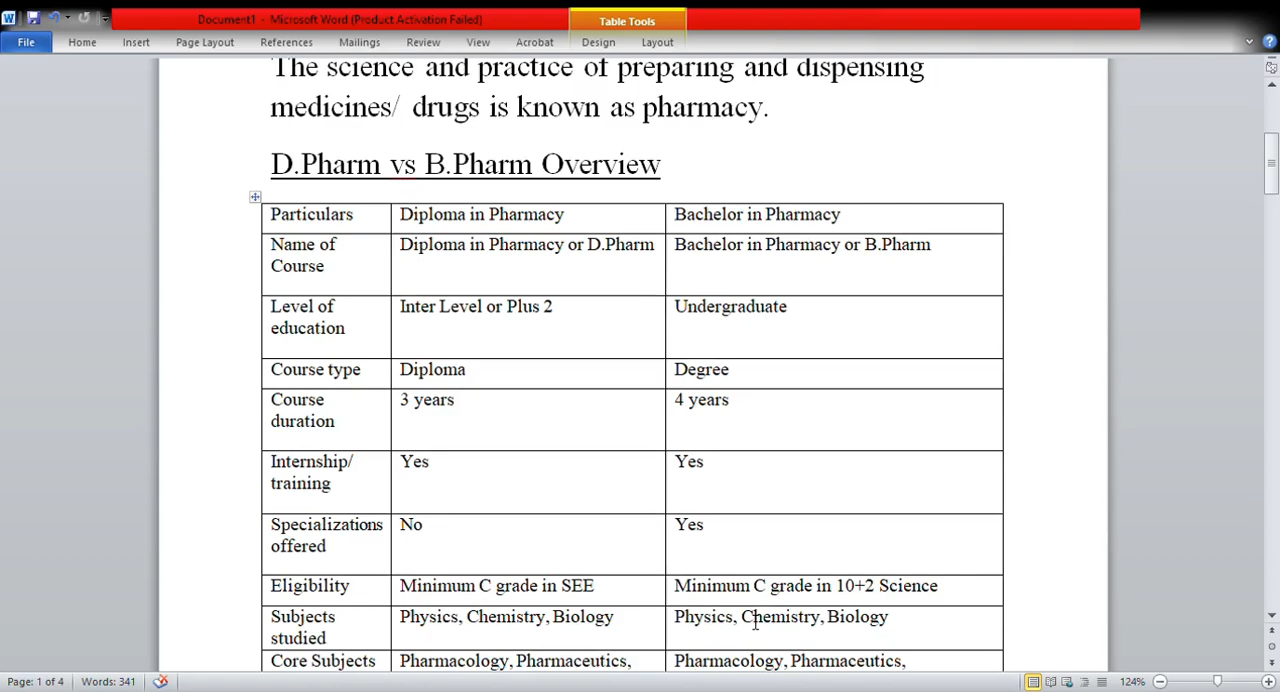 Document1 - Microsoft Word (Product Activation Failed)
Table Tools
File Home Insert Page Layout References Mailings Review View Acrobat Design Layout
The science and practice of preparing and dispensing
medicines/ drugs is known as pharmacy.
D.Pharm vs B.Pharm Overview
Particulars Diploma in Pharmacy Bachelor in Pharmacy
Name of Diploma in Pharmacy or D.Pharm Bachelor in Pharmacy or B.Pharm
Course
Level of Inter Level or Plus 2 Undergraduate
education
Course type Diploma Degree
Course 3 years 4 years
duration
Internship/ Yes Yes
training
Specializations No Yes
offered
Eligibility Minimum C grade in SEE Minimum C grade in 10+2 Science
Subjects Physics, Chemistry, Biology Physics, Chemistry, Biology
studied
Core Subjects Pharmacology, Pharmaceutics, Pharmacology, Pharmaceutics,
Page: 1 of 4 Words: 341 124%